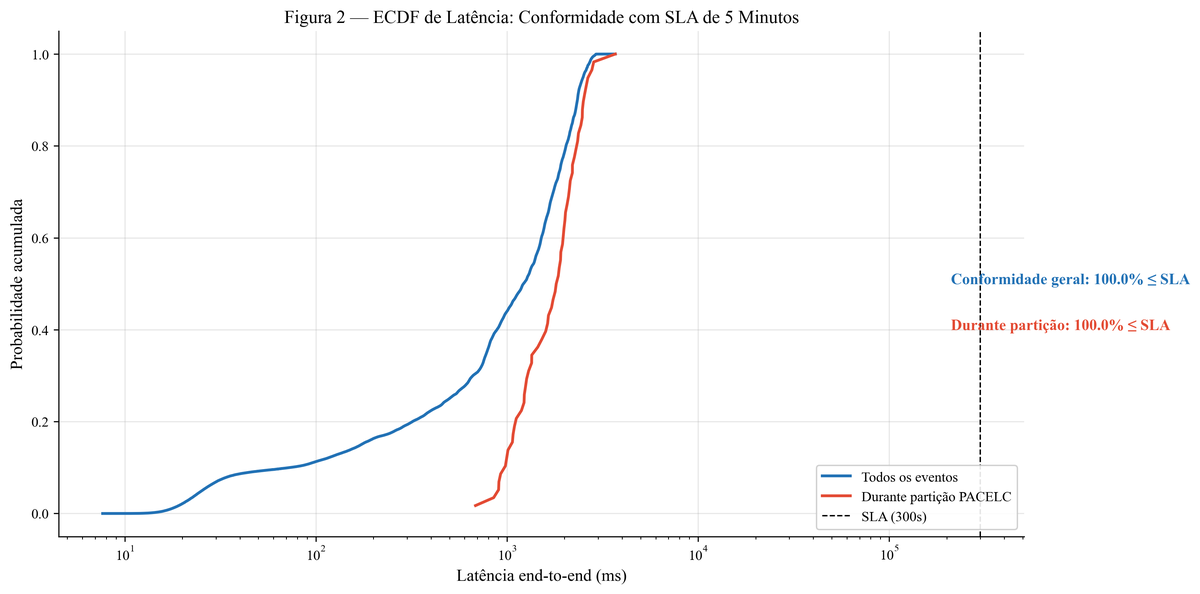 Figura 2 — ECDF de Latência: Conformidade com SLA de 5 Minutos
Probabilidade acumulada
1.0
0.8
0.6
0.4
0.2
0.0
Conformidade geral: 100.0% ≤ SLA
Durante partição: 100.0% ≤ SLA
Todos os eventos
Durante partição PACELC
SLA (300s)
10¹ 10² 10³ 10⁴ 10⁵
Latência end-to-end (ms)